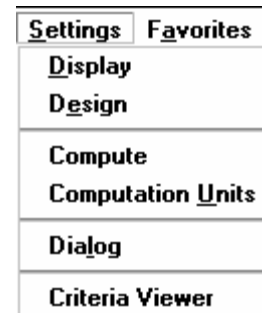 Settings Favorites
Display
Design
Compute
Computation Units
Dialog
Criteria Viewer